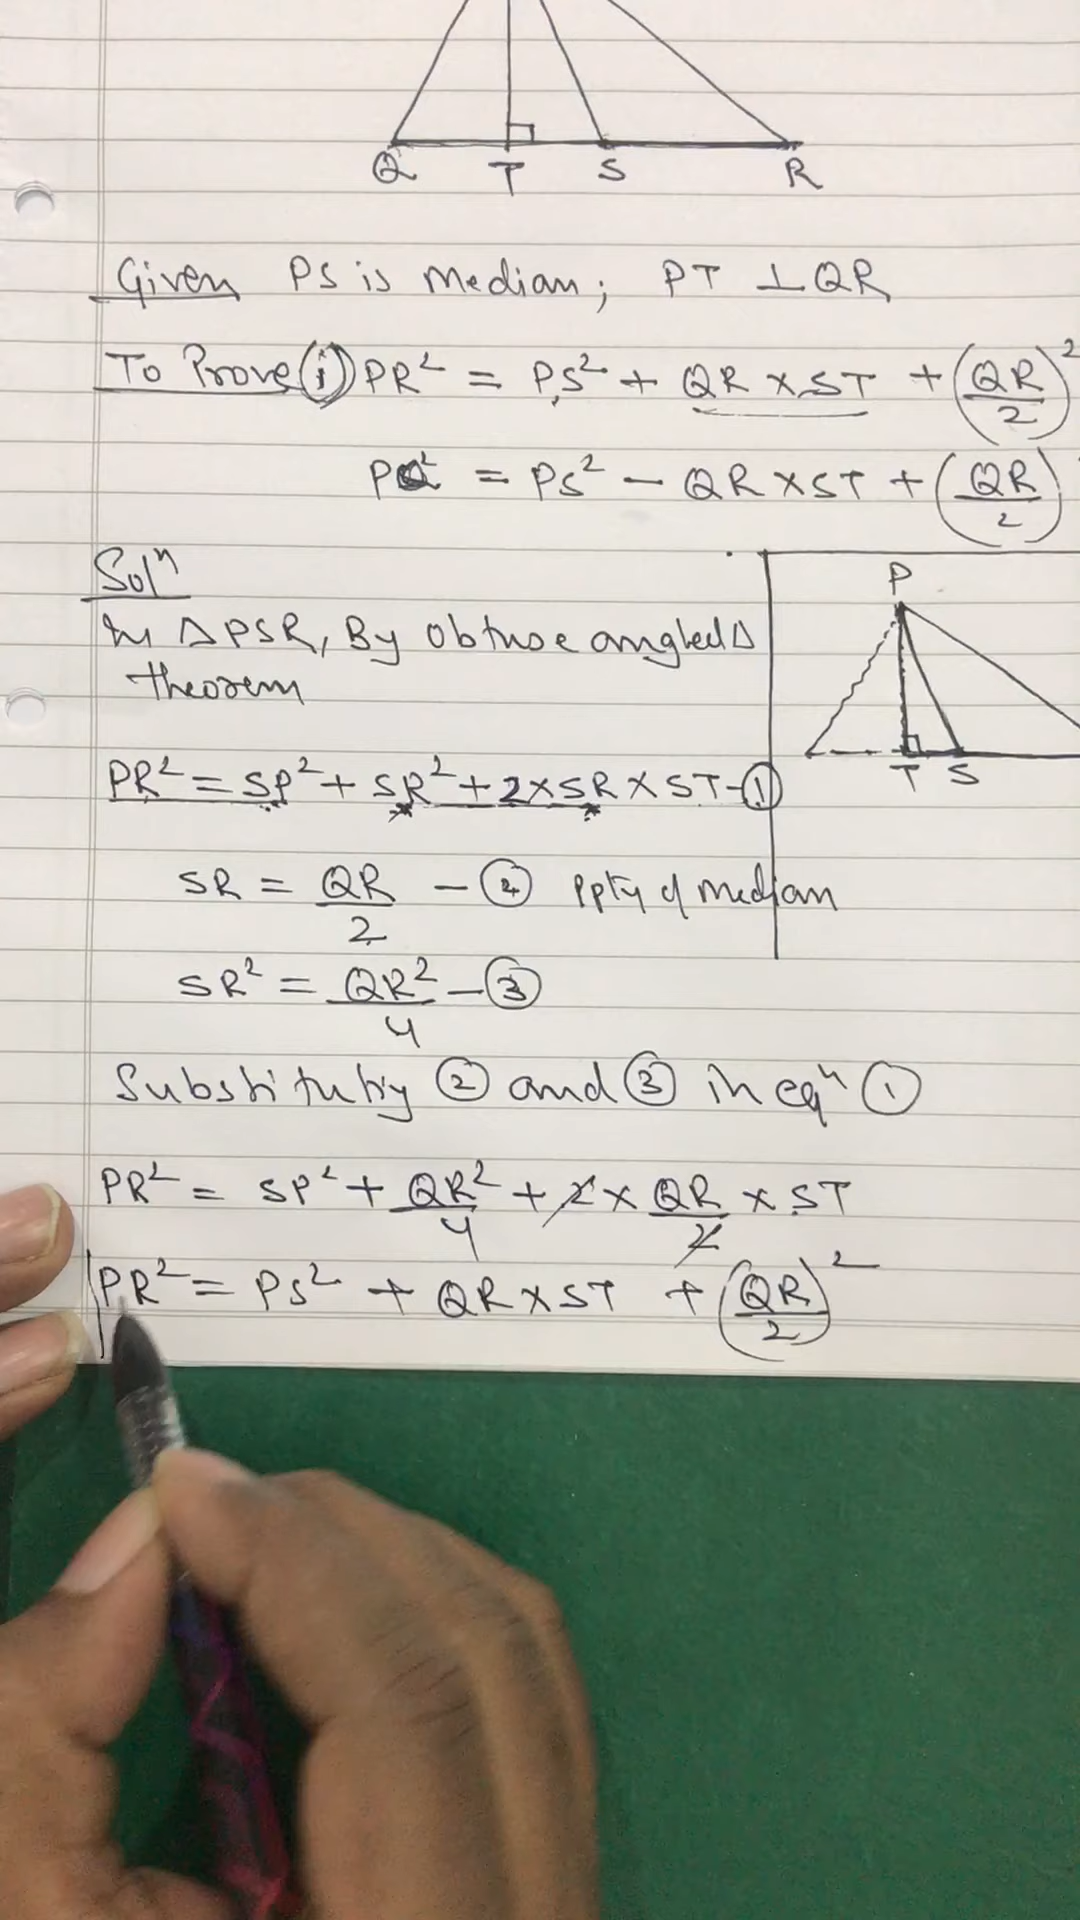 Q T S R
Given PS is median; PT ⊥ QR
To Prove (i) PR² = PS² + QR × ST + (QR/2)²
PQ² = PS² − QR × ST + (QR/2)
Solⁿ
P
In △PSR, By obtuse angled △
theorem
T S
PR² = SP² + SR² + 2×SR × ST – ①
SR = QR/2 – ② ppty of median
SR² = QR²/4 – ③
Substituting ② and ③ in eqⁿ ①
PR² = SP² + QR²/4 + 2 × QR/2 × ST
PR² = PS² + QR × ST + (QR/2)²